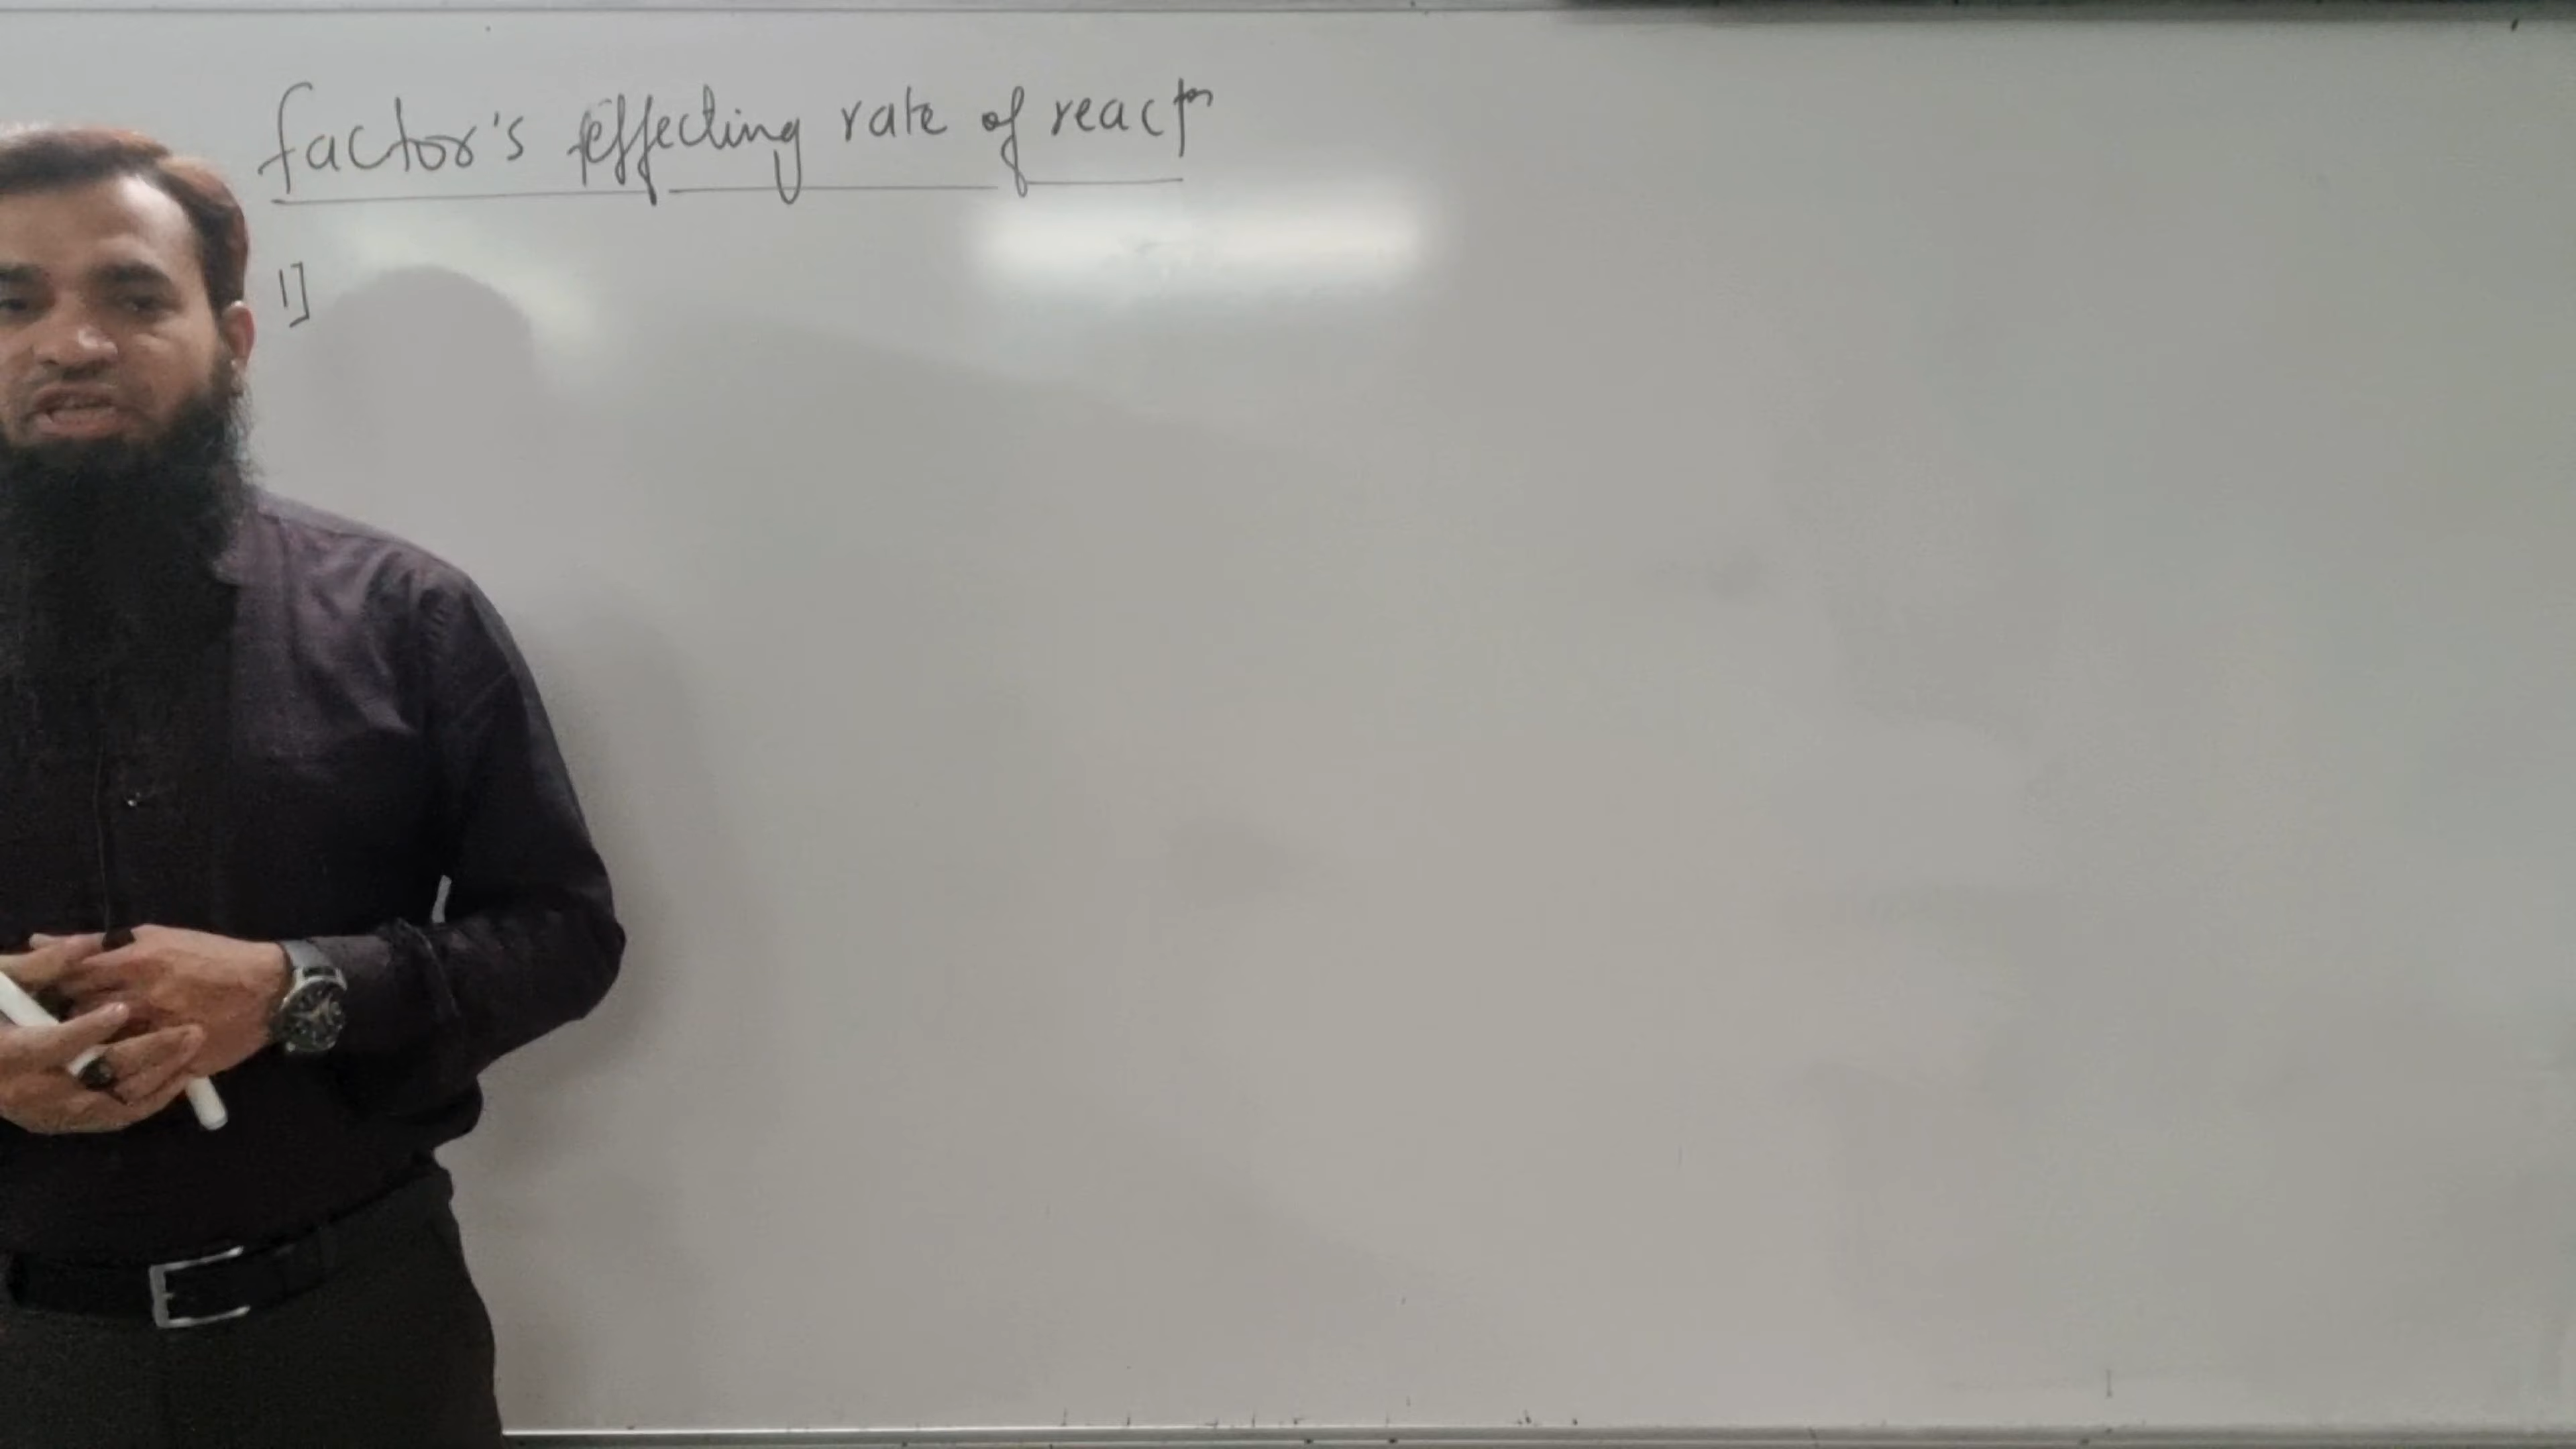 factor's effecting rate of reactn
1]